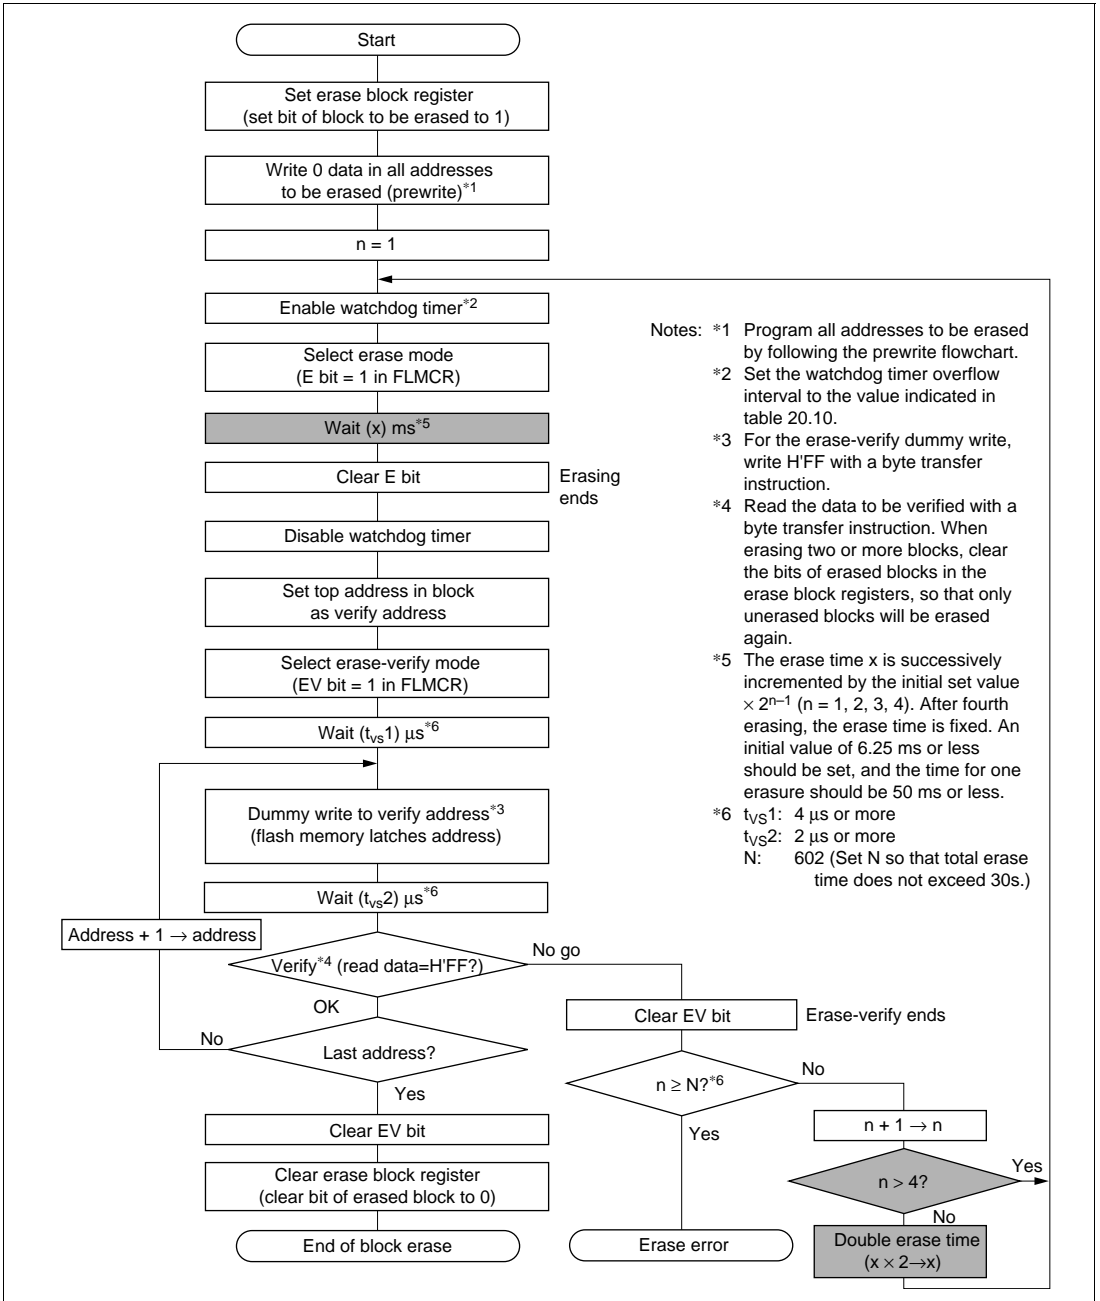 Start
Set erase block register
(set bit of block to be erased to 1)
Write 0 data in all addresses
to be erased (prewrite)*1
n = 1
Enable watchdog timer*2
Select erase mode
(E bit = 1 in FLMCR)
Wait (x) ms*5
Clear E bit
Erasing
ends
Disable watchdog timer
Set top address in block
as verify address
Select erase-verify mode
(EV bit = 1 in FLMCR)
Wait (tvs1) μs*6
Dummy write to verify address*3
(flash memory latches address)
Wait (tvs2) μs*6
Address + 1 → address
Verify*4 (read data=H'FF?)
No go
OK
Last address?
No
Yes
Clear EV bit
Clear erase block register
(clear bit of erased block to 0)
End of block erase
Clear EV bit
Erase-verify ends
n ≥ N?*6
No
Yes
Erase error
n + 1 → n
n > 4?
Yes
No
Double erase time
(x × 2→x)
Notes: *1 Program all addresses to be erased
by following the prewrite flowchart.
*2 Set the watchdog timer overflow
interval to the value indicated in
table 20.10.
*3 For the erase-verify dummy write,
write H'FF with a byte transfer
instruction.
*4 Read the data to be verified with a
byte transfer instruction. When
erasing two or more blocks, clear
the bits of erased blocks in the
erase block registers, so that only
unerased blocks will be erased
again.
*5 The erase time x is successively
incremented by the initial set value
× 2n–1 (n = 1, 2, 3, 4). After fourth
erasing, the erase time is fixed. An
initial value of 6.25 ms or less
should be set, and the time for one
erasure should be 50 ms or less.
*6 tVS1: 4 μs or more
tVS2: 2 μs or more
N: 602 (Set N so that total erase
time does not exceed 30s.)